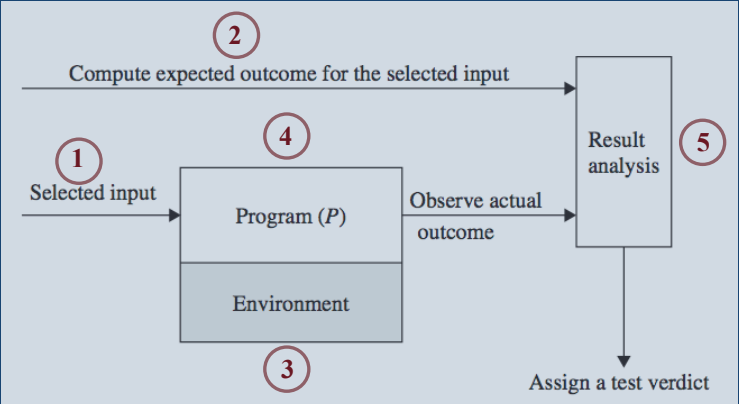 2
Compute expected outcome for the selected input
1
Selected input
4
Program (P)
Environment
3
Observe actual
outcome
Result
analysis
5
Assign a test verdict